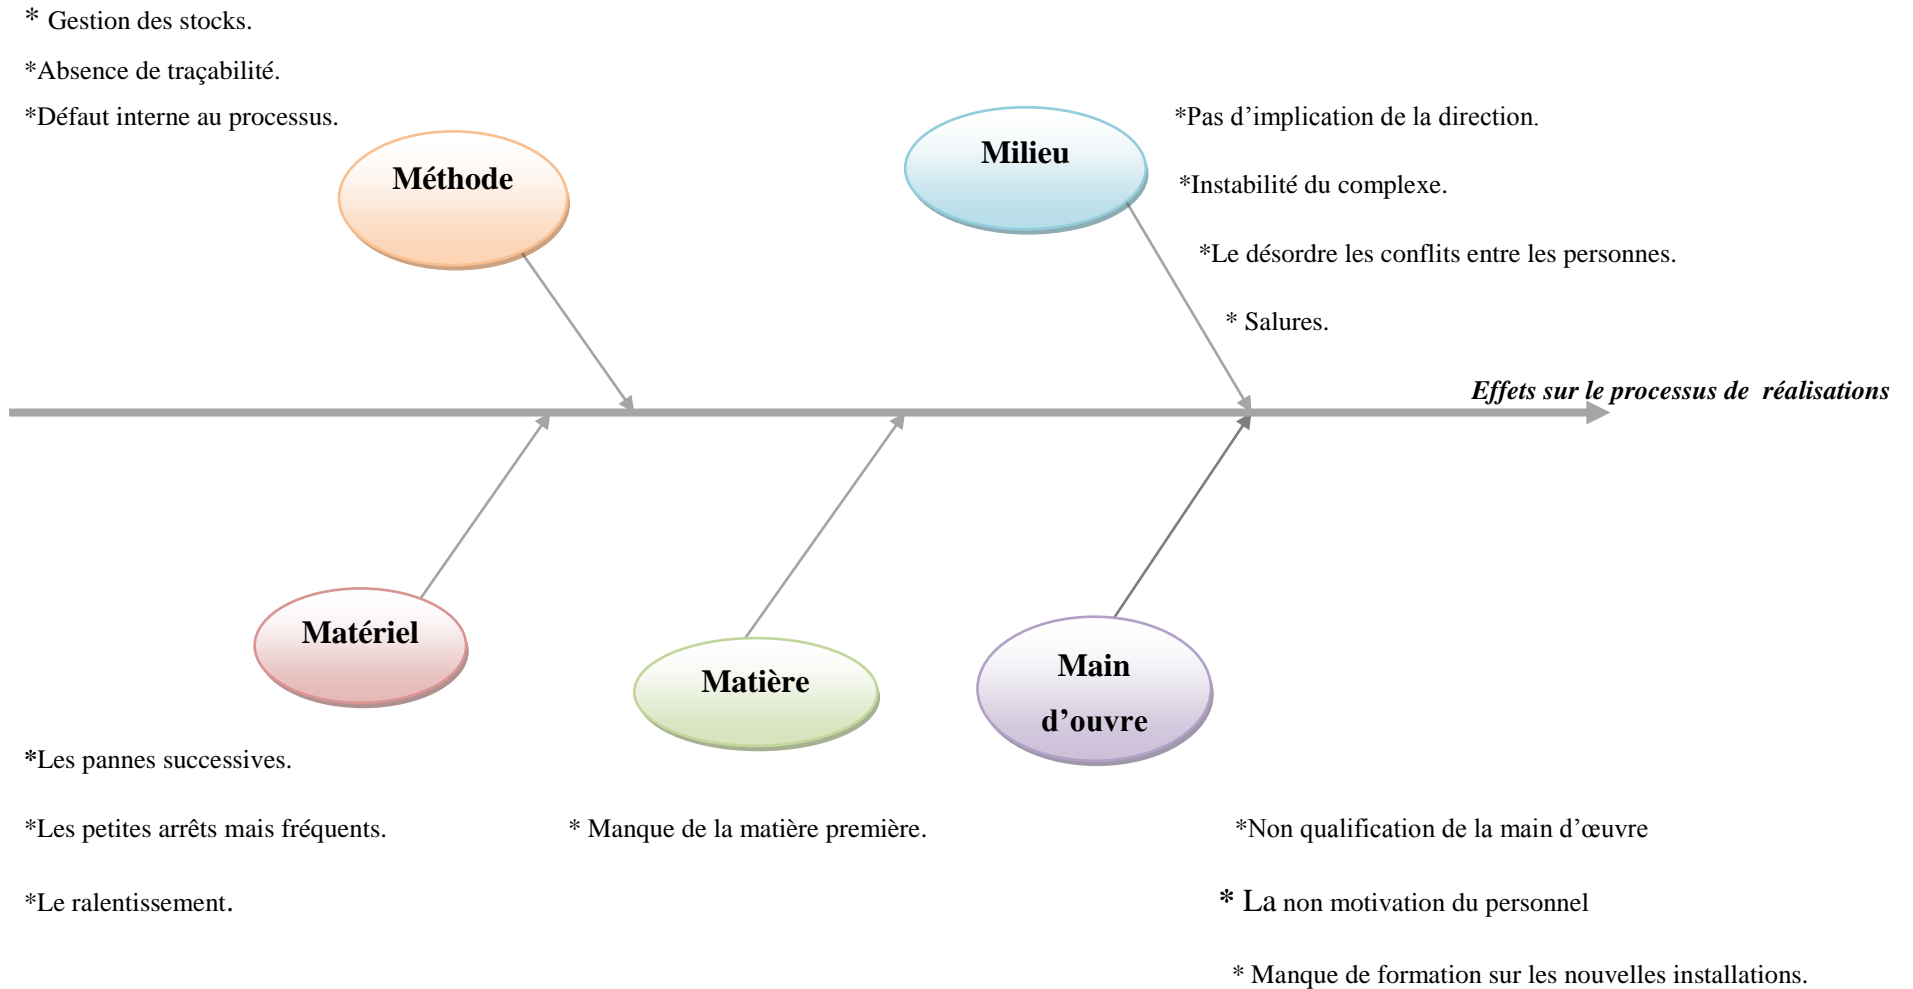 * Gestion des stocks.
*Absence de traçabilité.
*Défaut interne au processus.
Méthode
Milieu
*Pas d’implication de la direction.
*Instabilité du complexe.
*Le désordre les conflits entre les personnes.
* Salures.
Effets sur le processus de réalisations
Matériel
Matière
Main
d’ouvre
*Les pannes successives.
*Les petites arrêts mais fréquents.
*Le ralentissement.
* Manque de la matière première.
*Non qualification de la main d’œuvre
* La non motivation du personnel
* Manque de formation sur les nouvelles installations.